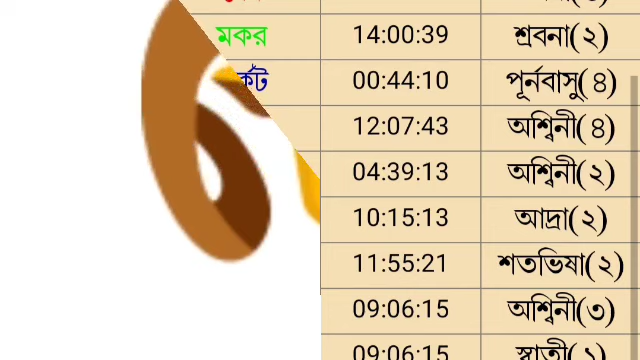 মকর 14:00:39 শ্রবনা(২)
00:44:10 পূর্নবাসু(৪)
12:07:43 অশ্বিনী(৪)
04:39:13 অশ্বিনী(২)
10:15:13 আদ্রা(২)
11:55:21 শতভিষা(২)
09:06:15 অশ্বিনী(৩)
09:06:15